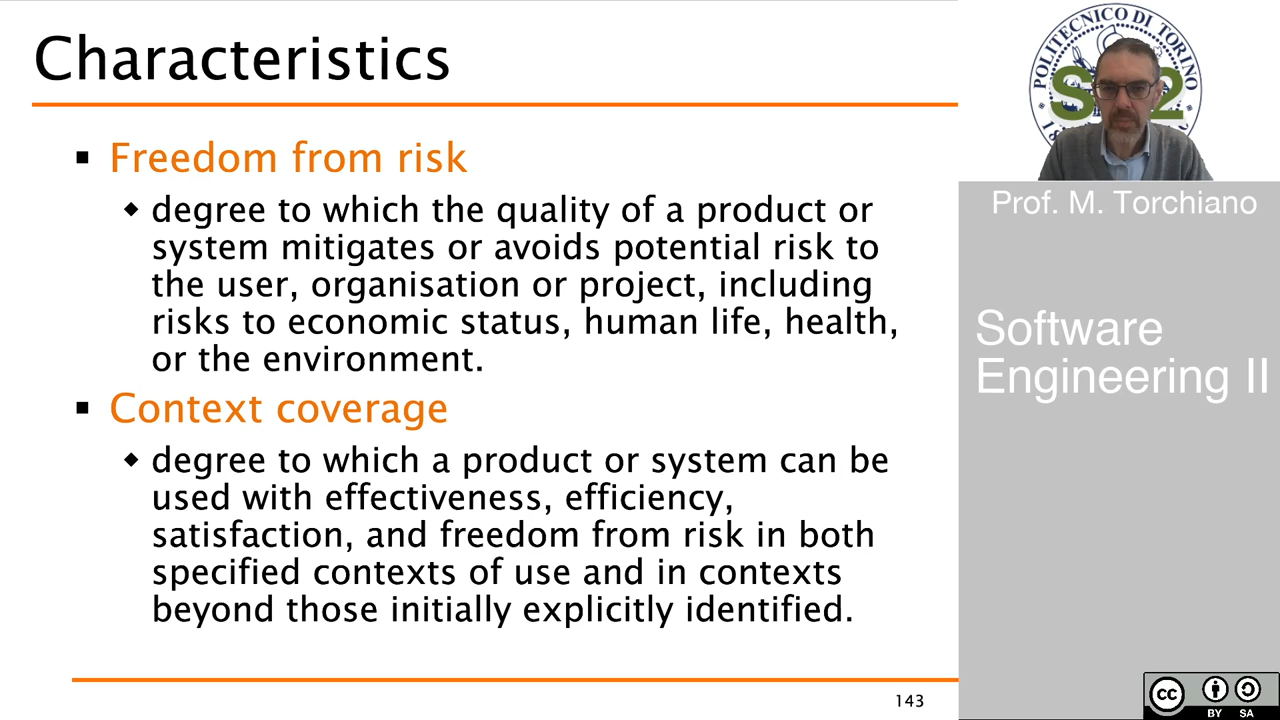 Characteristics
Freedom from risk
degree to which the quality of a product or
system mitigates or avoids potential risk to
the user, organisation or project, including
risks to economic status, human life, health,
or the environment.
Context coverage
degree to which a product or system can be
used with effectiveness, efficiency,
satisfaction, and freedom from risk in both
specified contexts of use and in contexts
beyond those initially explicitly identified.
143
POLITECNICO DI TORINO
Prof. M. Torchiano
Software
Engineering II
cc
BY SA